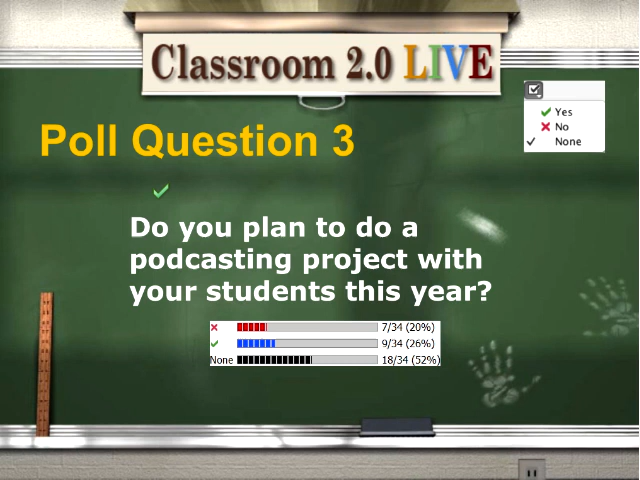 Classroom 2.0 LIVE
Yes
No
None
Poll Question 3
Do you plan to do a
podcasting project with
your students this year?
7/34 (20%)
9/34 (26%)
None 18/34 (52%)